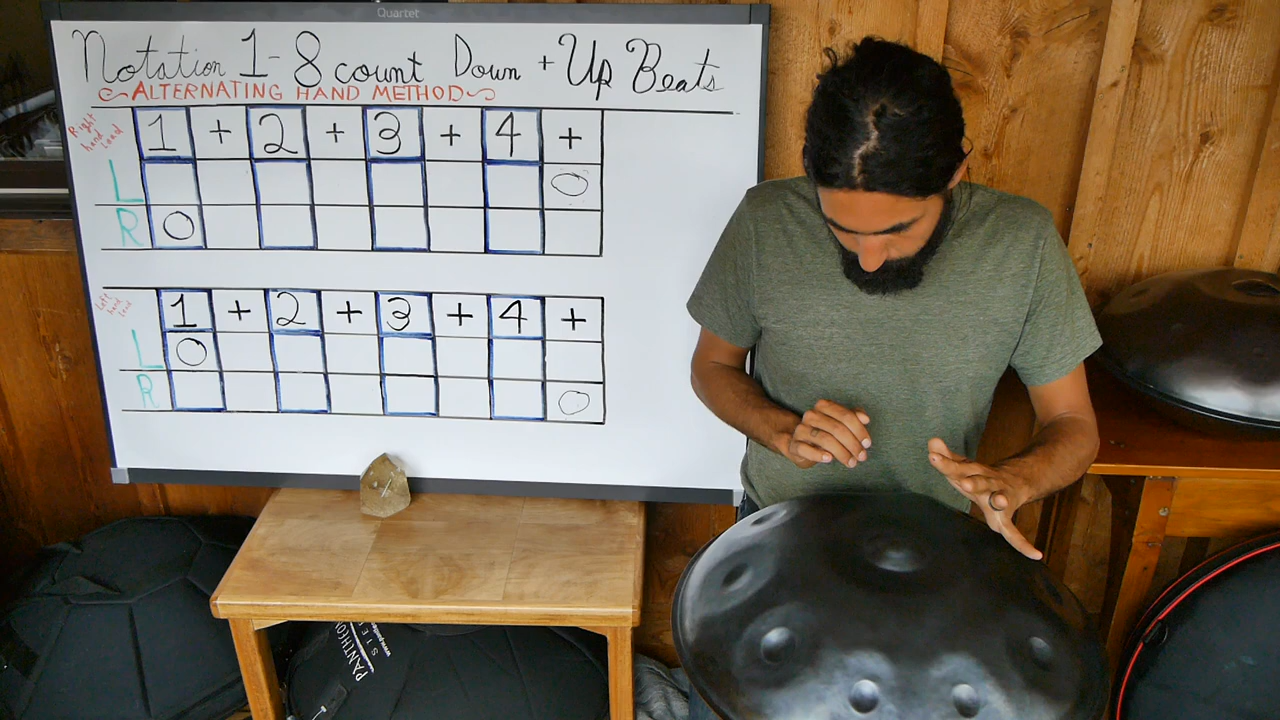 Quartet
Notation 1-8 count Down + Up Beats
ALTERNATING HAND METHOD
Right hand Lead
1 + 2 + 3 + 4 +
L O
R O
Left hand Lead
1 + 2 + 3 + 4 +
L O
R O